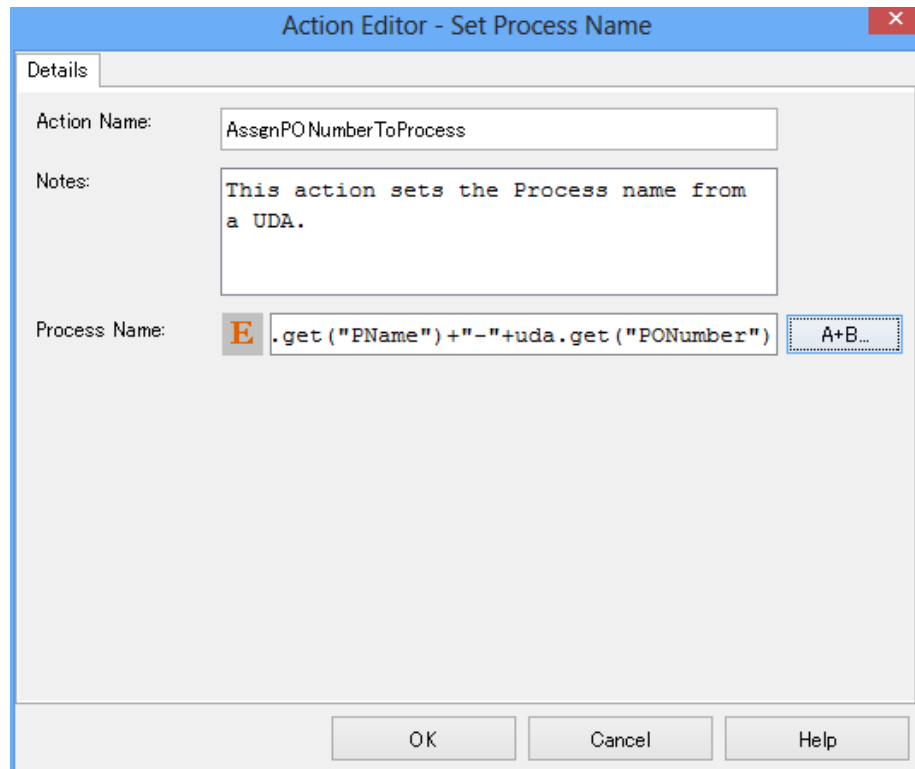 Action Editor - Set Process Name
Details
Action Name:
AssgnPONumberToProcess
Notes:
This action sets the Process name from
a UDA.
Process Name:
E .get("PName")+"-"+uda.get("PONumber") A+B...
OK Cancel Help